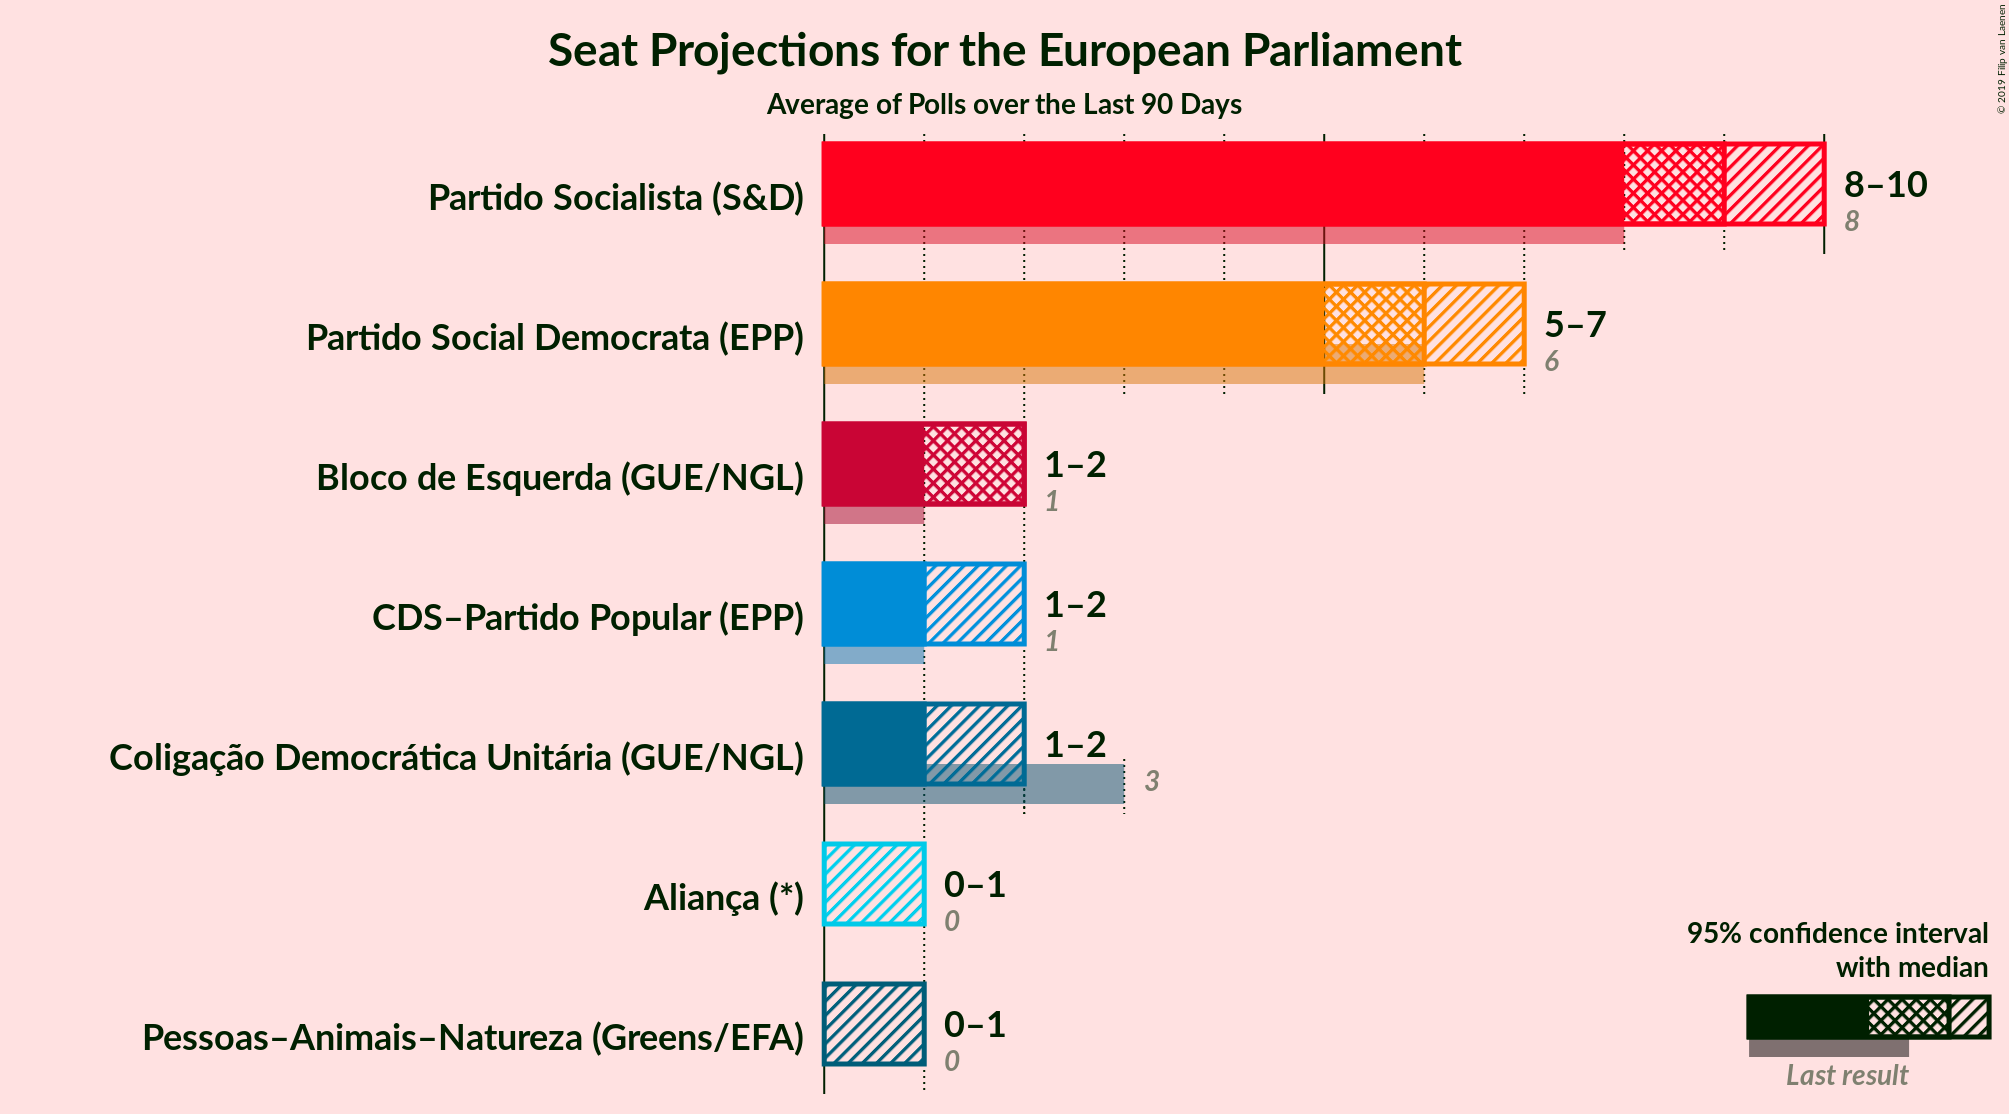 Seat Projections for the European Parliament
Average of Polls over the Last 90 Days
© 2019 Filip van Laenen
Partido Socialista (S&D)
8–10
8
Partido Social Democrata (EPP)
5–7
6
Bloco de Esquerda (GUE/NGL)
1–2
1
CDS–Partido Popular (EPP)
1–2
1
Coligação Democrática Unitária (GUE/NGL)
1–2
3
Aliança (*)
0–1
0
Pessoas–Animais–Natureza (Greens/EFA)
0–1
0
95% confidence interval
with median
Last result